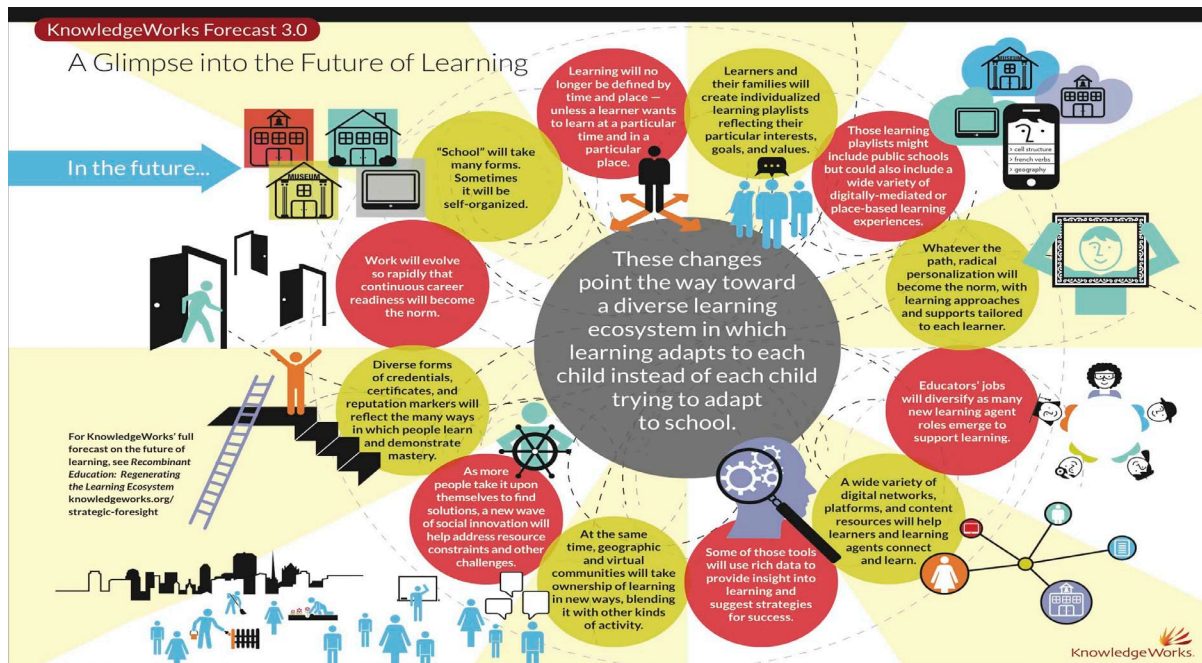 KnowledgeWorks Forecast 3.0
A Glimpse into the Future of Learning
In the future...
MUSEUM
"School" will take
many forms.
Sometimes
it will be
self-organized.
Learning will no
longer be defined by
time and place —
unless a learner wants
to learn at a particular
time and in a
particular
place.
Learners and
their families will
create individualized
learning playlists
reflecting their
particular interests,
goals, and values.
Those learning
playlists might
include public schools
but could also include a
wide variety of
digitally-mediated or
place-based learning
experiences.
MUSEUM
> cell structure
> french verbs
> geography
Whatever the
path, radical
personalization will
become the norm, with
learning approaches
and supports tailored
to each learner.
Educators' jobs
will diversify as many
new learning agent
roles emerge to
support learning.
A wide variety of
digital networks,
platforms, and content
resources will help
learners and learning
agents connect
and learn.
Some of those tools
will use rich data to
provide insight into
learning and
suggest strategies
for success.
At the same
time, geographic
and virtual
communities will take
ownership of learning
in new ways, blending
it with other kinds
of activity.
As more
people take it upon
themselves to find
solutions, a new wave
of social innovation will
help address resource
constraints and other
challenges.
Diverse forms
of credentials,
certificates, and
reputation markers will
reflect the many ways
in which people learn
and demonstrate
mastery.
Work will evolve
so rapidly that
continuous career
readiness will become
the norm.
These changes
point the way toward
a diverse learning
ecosystem in which
learning adapts to each
child instead of each child
trying to adapt
to school.
For KnowledgeWorks' full
forecast on the future of
learning, see Recombinant
Education: Regenerating
the Learning Ecosystem
knowledgeworks.org/
strategic-foresight
KnowledgeWorks